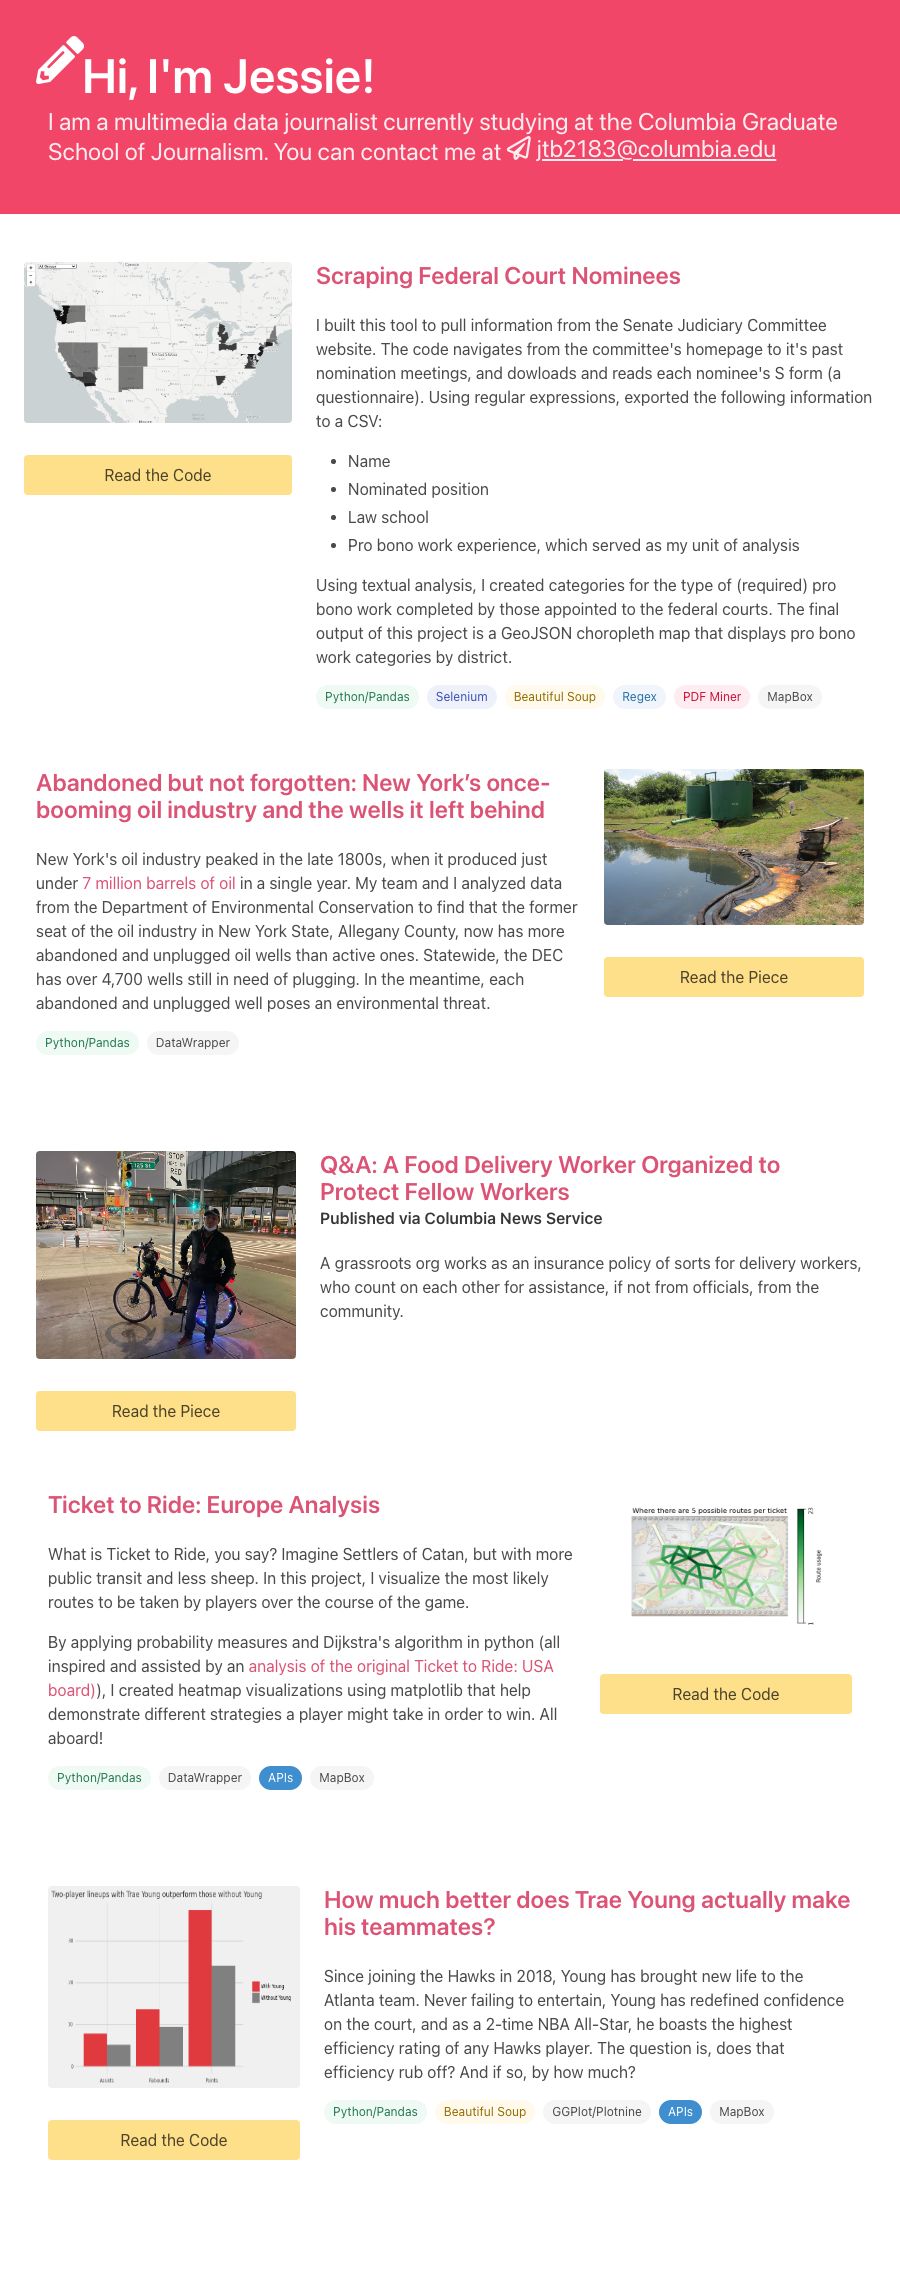 Hi, I'm Jessie!
I am a multimedia data journalist currently studying at the Columbia Graduate
School of Journalism. You can contact me at jtb2183@columbia.edu
Scraping Federal Court Nominees
I built this tool to pull information from the Senate Judiciary Committee
website. The code navigates from the committee's homepage to it's past
nomination meetings, and dowloads and reads each nominee's S form (a
questionnaire). Using regular expressions, exported the following information
to a CSV:
Name
Nominated position
Law school
Pro bono work experience, which served as my unit of analysis
Using textual analysis, I created categories for the type of (required) pro
bono work completed by those appointed to the federal courts. The final
output of this project is a GeoJSON choropleth map that displays pro bono
work categories by district.
Python/Pandas Selenium Beautiful Soup Regex PDF Miner MapBox
Read the Code
Abandoned but not forgotten: New York’s once-
booming oil industry and the wells it left behind
New York's oil industry peaked in the late 1800s, when it produced just
under 7 million barrels of oil in a single year. My team and I analyzed data
from the Department of Environmental Conservation to find that the former
seat of the oil industry in New York State, Allegany County, now has more
abandoned and unplugged oil wells than active ones. Statewide, the DEC
has over 4,700 wells still in need of plugging. In the meantime, each
abandoned and unplugged well poses an environmental threat.
Python/Pandas DataWrapper
Read the Piece
STOP
RED
125 St
Q&A: A Food Delivery Worker Organized to
Protect Fellow Workers
Published via Columbia News Service
A grassroots org works as an insurance policy of sorts for delivery workers,
who count on each other for assistance, if not from officials, from the
community.
Read the Piece
Ticket to Ride: Europe Analysis
What is Ticket to Ride, you say? Imagine Settlers of Catan, but with more
public transit and less sheep. In this project, I visualize the most likely
routes to be taken by players over the course of the game.
By applying probability measures and Dijkstra's algorithm in python (all
inspired and assisted by an analysis of the original Ticket to Ride: USA
board)), I created heatmap visualizations using matplotlib that help
demonstrate different strategies a player might take in order to win. All
aboard!
Python/Pandas DataWrapper APIs MapBox
Where there are 5 possible routes per ticket
23
Route usage
1
Read the Code
Two-player lineups with Trae Young outperform those without Young
30
20
10
0
With Young
Without Young
Assists Rebounds Points
Read the Code
How much better does Trae Young actually make
his teammates?
Since joining the Hawks in 2018, Young has brought new life to the
Atlanta team. Never failing to entertain, Young has redefined confidence
on the court, and as a 2-time NBA All-Star, he boasts the highest
efficiency rating of any Hawks player. The question is, does that
efficiency rub off? And if so, by how much?
Python/Pandas Beautiful Soup GGPlot/Plotnine APIs MapBox